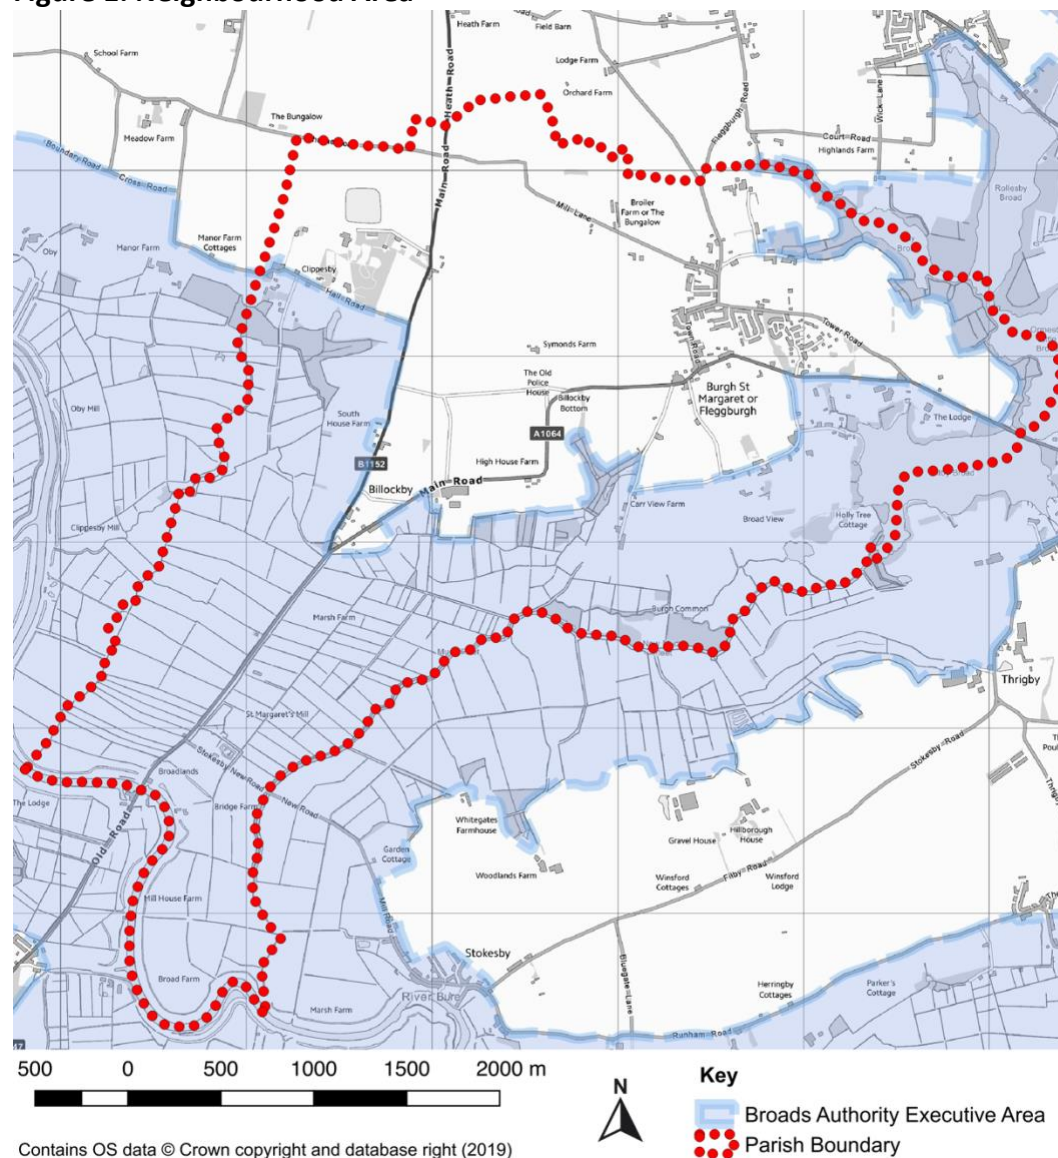 Heath Farm
Field Barn
School Farm
Lodge Farm
Orchard Farm
Heath Road
Main Road
The Bungalow
Meadow Farm
Fleggburgh Road
Wick Lane
Court Road
Highlands Farm
Boundary Road
Cross Road
Rollesby
Broad
Mill Lane
Broiler
Farm or The
Bungalow
Manor Farm
Oby
Manor Farm
Cottages
Clippesby
Hall Road
Tower Road
Symonds Farm
The Old
Police
House
Billockby
Bottom
Burgh St
Margaret or
Fleggburgh
The Lodge
Oby Mill
South
House Farm
A1064
B1152
High House Farm
Main Road
Billockby
Carr View Farm
Broad View
Holly Tree
Cottage
Clippesby Mill
Marsh Farm
Burgh Common
Thrigby
St Margaret's Mill
Stokesby New Road
New Road
Stokesby Road
Broadlands
The Lodge
Bridge Farm
Old Road
Whitegates
Farmhouse
Gravel House
Hillborough
House
Garden
Cottage
Woodlands Farm
Winsford
Cottages
Filby Road
Winsford
Lodge
Mill House Farm
Mill Road
Stokesby
Broad Farm
River Bure
Marsh Farm
Bluegate Lane
Herringby
Cottages
Parker's
Cottage
Runham Road
47
500 0 500 1000 1500 2000 m
N
Key
Broads Authority Executive Area
Parish Boundary
Contains OS data © Crown copyright and database right (2019)